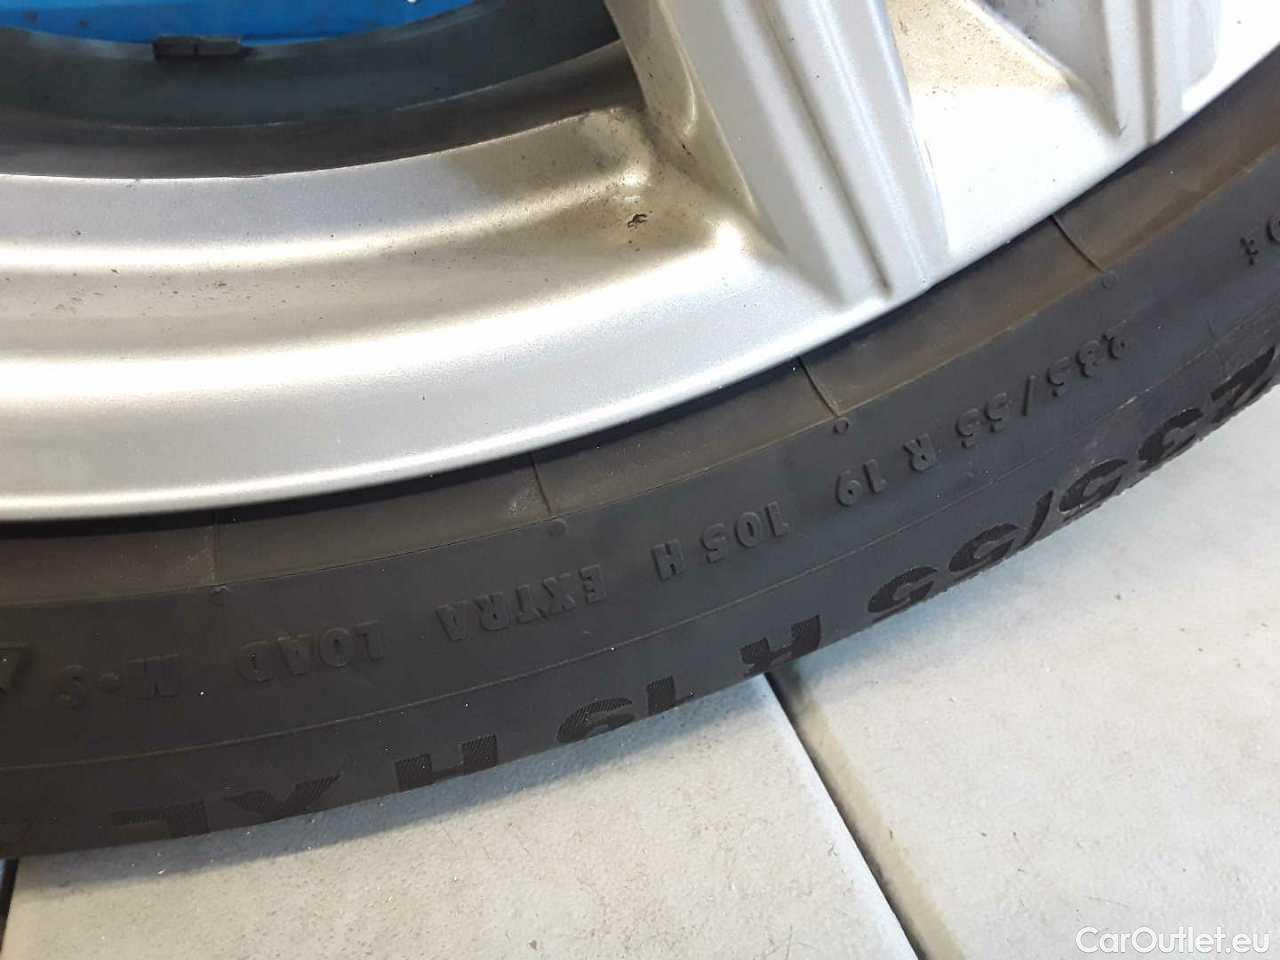 235/55 R 19 105 H EXTRA LOAD M·S
235/55 R 19 H XL
CarOutlet.eu